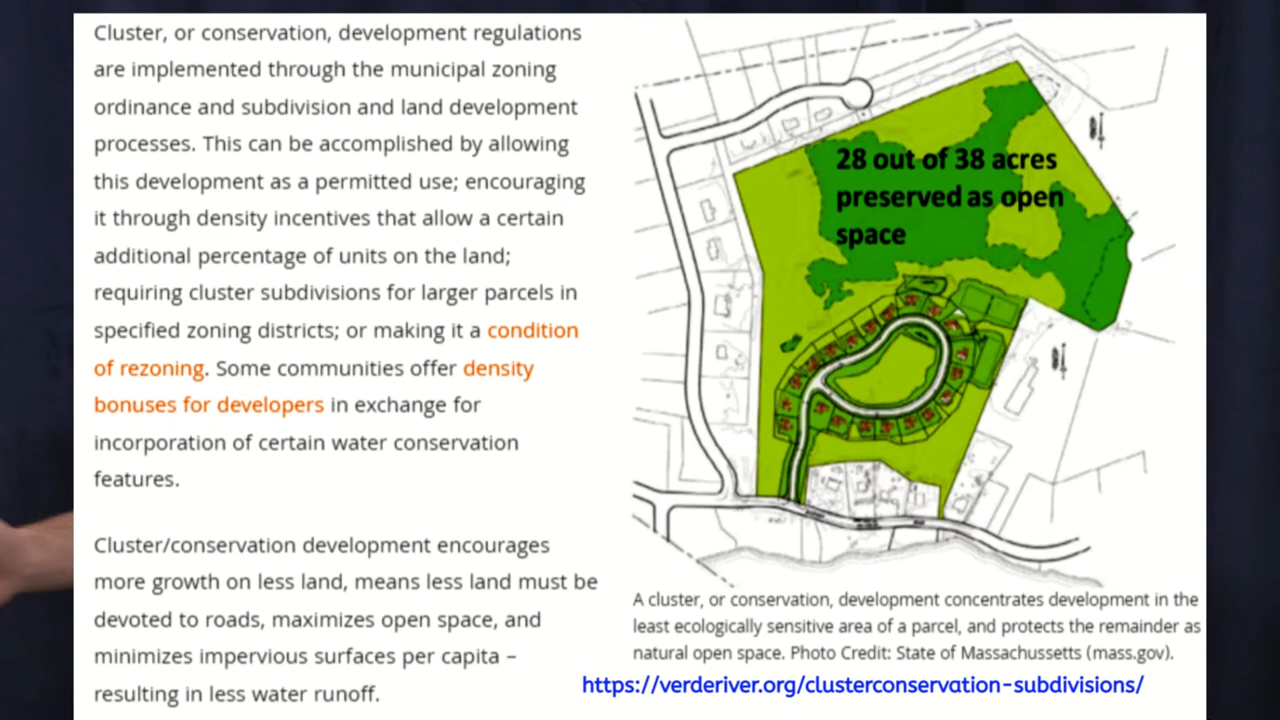 Cluster, or conservation, development regulations
are implemented through the municipal zoning
ordinance and subdivision and land development
processes. This can be accomplished by allowing
this development as a permitted use; encouraging
it through density incentives that allow a certain
additional percentage of units on the land;
requiring cluster subdivisions for larger parcels in
specified zoning districts; or making it a condition
of rezoning. Some communities offer density
bonuses for developers in exchange for
incorporation of certain water conservation
features.
Cluster/conservation development encourages
more growth on less land, means less land must be
devoted to roads, maximizes open space, and
minimizes impervious surfaces per capita –
resulting in less water runoff.
28 out of 38 acres
preserved as open
space
A cluster, or conservation, development concentrates development in the
least ecologically sensitive area of a parcel, and protects the remainder as
natural open space. Photo Credit: State of Massachussetts (mass.gov).
https://verderiver.org/clusterconservation-subdivisions/